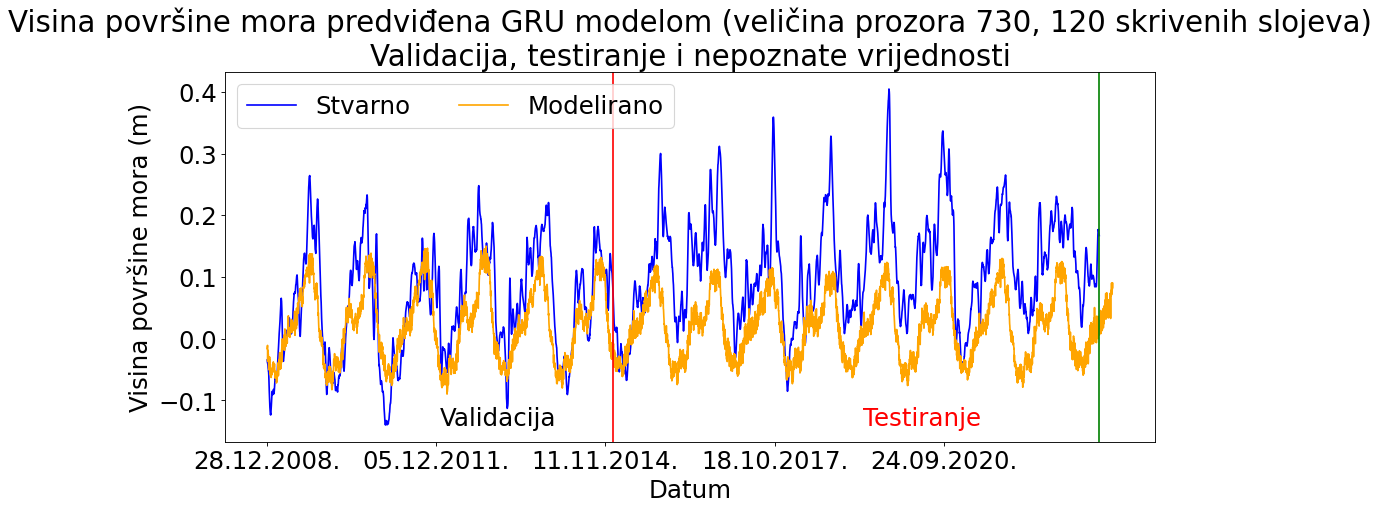 Visina površine mora predviđena GRU modelom (veličina prozora 730, 120 skrivenih slojeva)
Validacija, testiranje i nepoznate vrijednosti
Stvarno
Modelirano
Visina površine mora (m)
0.4
0.3
0.2
0.1
0.0
−0.1
Validacija
Testiranje
28.12.2008.
05.12.2011.
11.11.2014.
18.10.2017.
24.09.2020.
Datum